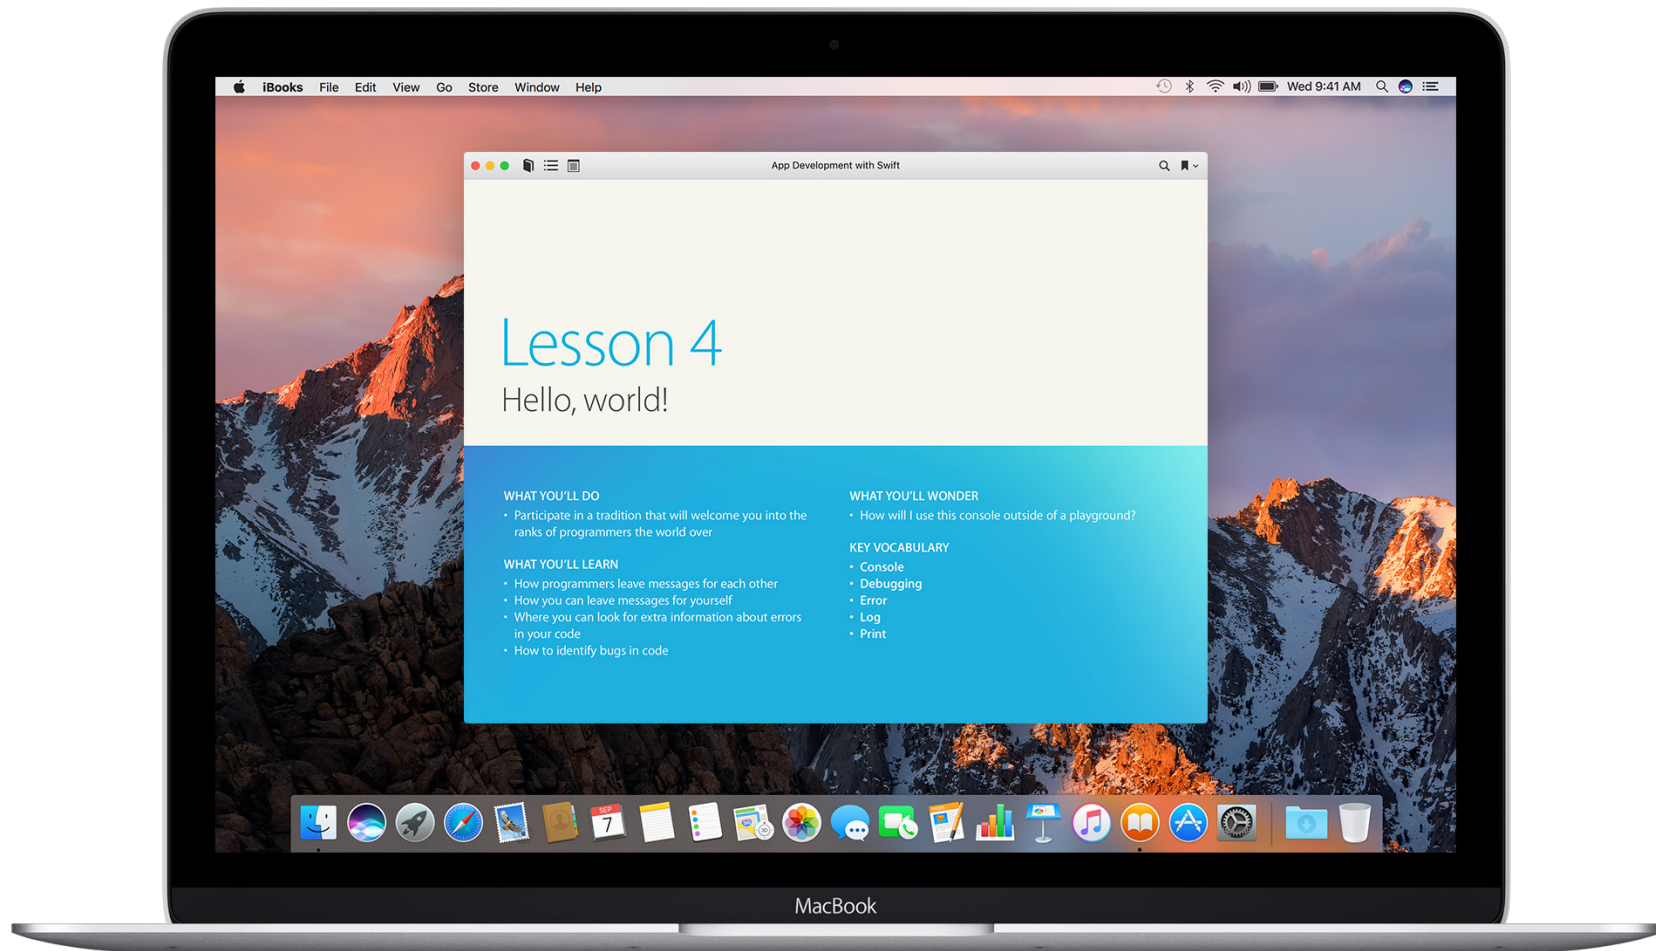 iBooks File Edit View Go Store Window Help Wed 9:41 AM
App Development with Swift
Lesson 4
Hello, world!
WHAT YOU'LL DO
• Participate in a tradition that will welcome you into the
ranks of programmers the world over
WHAT YOU'LL LEARN
• How programmers leave messages for each other
• How you can leave messages for yourself
• Where you can look for extra information about errors
in your code
• How to identify bugs in code
WHAT YOU'LL WONDER
• How will I use this console outside of a playground?
KEY VOCABULARY
• Console
• Debugging
• Error
• Log
• Print
SEP
7
MacBook